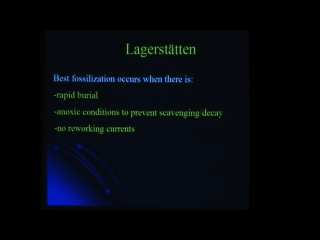 Lagerstätten
Best fossilization occurs when there is:
-rapid burial
-anoxic conditions to prevent scavenging/decay
-no reworking currents